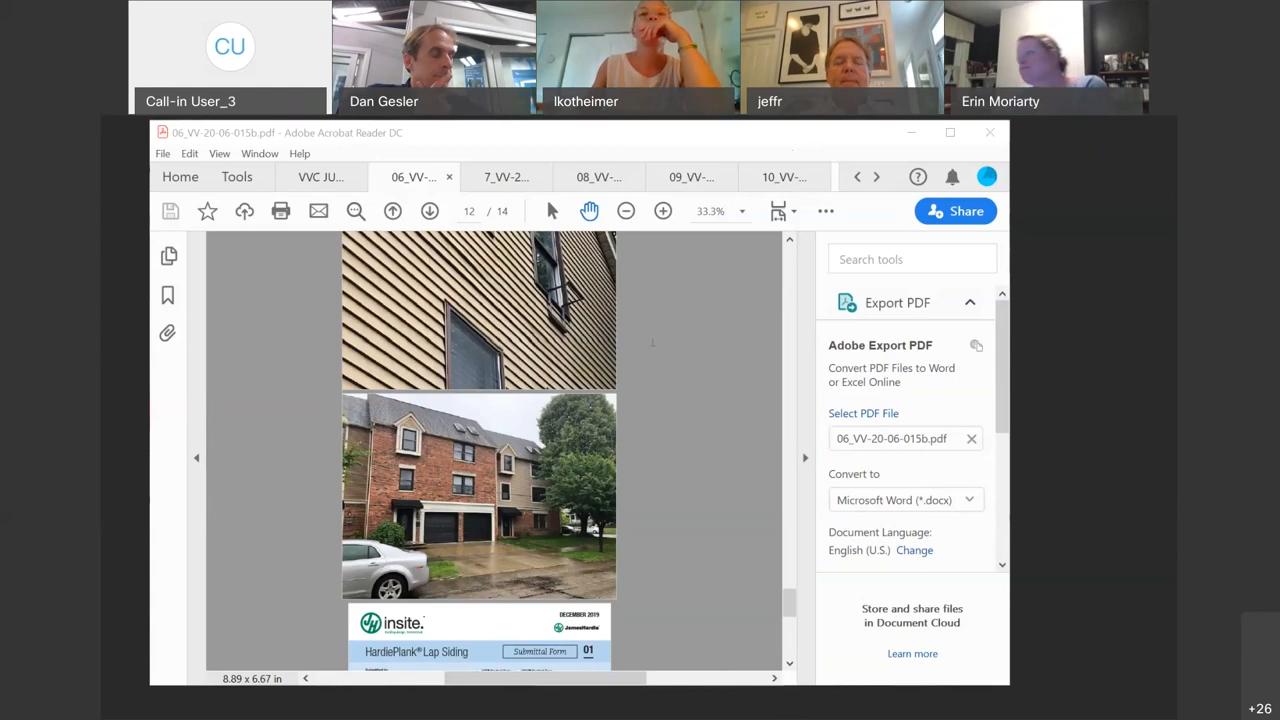 CU
Call-in User_3
Dan Gesler
lkotheimer
jeffr
Erin Moriarty
06_VV-20-06-015b.pdf - Adobe Acrobat Reader DC
File Edit View Window Help
Home Tools VVC JU... 06_VV-... 7_VV-2... 08_VV-... 09_VV-... 10_VV-...
12 / 14 33.3% Share
Search tools
Export PDF
Adobe Export PDF
Convert PDF Files to Word
or Excel Online
Select PDF File
06_VV-20-06-015b.pdf
Convert to
Microsoft Word (*.docx)
Document Language:
English (U.S.) Change
Store and share files
in Document Cloud
Learn more
JH insite.
DECEMBER 2019
JamesHardie
HardiePlank® Lap Siding Submittal Form 01
8.89 x 6.67 in
+26